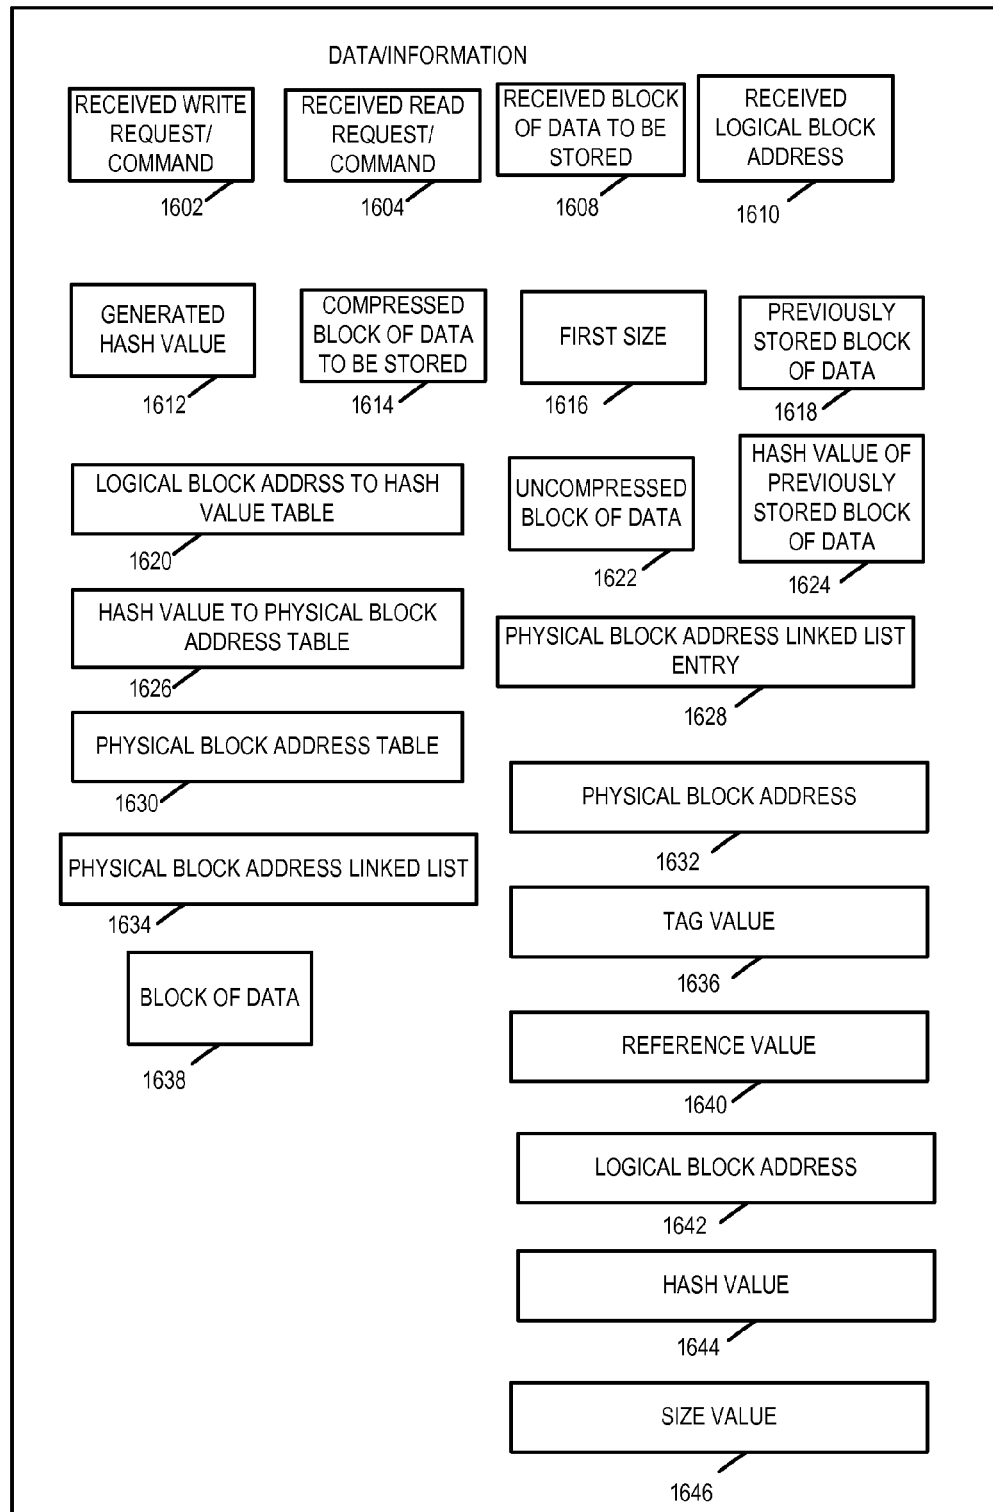 DATA/INFORMATION
RECEIVED WRITE
REQUEST/
COMMAND
1602
RECEIVED READ
REQUEST/
COMMAND
1604
RECEIVED BLOCK
OF DATA TO BE
STORED
1608
RECEIVED
LOGICAL BLOCK
ADDRESS
1610
GENERATED
HASH VALUE
1612
COMPRESSED
BLOCK OF DATA
TO BE STORED
1614
FIRST SIZE
1616
PREVIOUSLY
STORED BLOCK
OF DATA
1618
LOGICAL BLOCK ADDRSS TO HASH
VALUE TABLE
1620
UNCOMPRESSED
BLOCK OF DATA
1622
HASH VALUE OF
PREVIOUSLY
STORED BLOCK
OF DATA
1624
HASH VALUE TO PHYSICAL BLOCK
ADDRESS TABLE
1626
PHYSICAL BLOCK ADDRESS LINKED LIST
ENTRY
1628
PHYSICAL BLOCK ADDRESS TABLE
1630
PHYSICAL BLOCK ADDRESS
1632
PHYSICAL BLOCK ADDRESS LINKED LIST
1634
TAG VALUE
1636
BLOCK OF DATA
1638
REFERENCE VALUE
1640
LOGICAL BLOCK ADDRESS
1642
HASH VALUE
1644
SIZE VALUE
1646